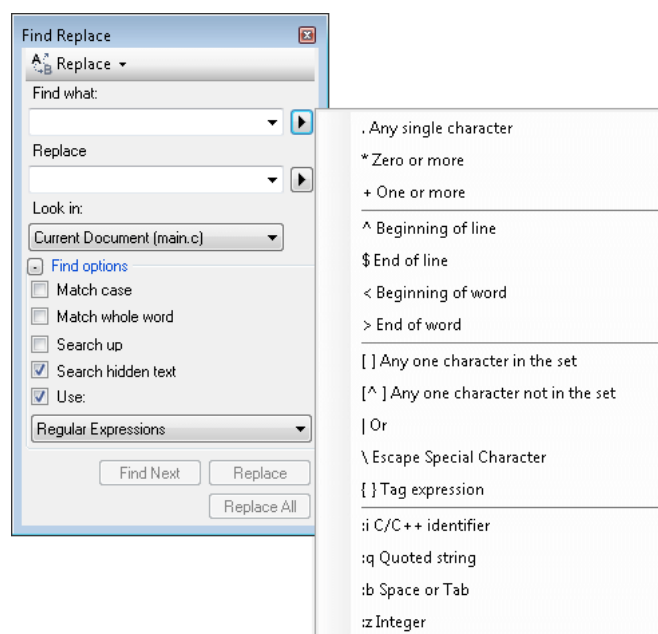 Find Replace
Replace
Find what:
Replace
Look in:
Current Document (main.c)
Find options
Match case
Match whole word
Search up
Search hidden text
Use:
Regular Expressions
Find Next Replace
Replace All
. Any single character
* Zero or more
+ One or more
^ Beginning of line
$ End of line
< Beginning of word
> End of word
[ ] Any one character in the set
[^ ] Any one character not in the set
| Or
\ Escape Special Character
{ } Tag expression
:i C/C++ identifier
:q Quoted string
:b Space or Tab
:z Integer